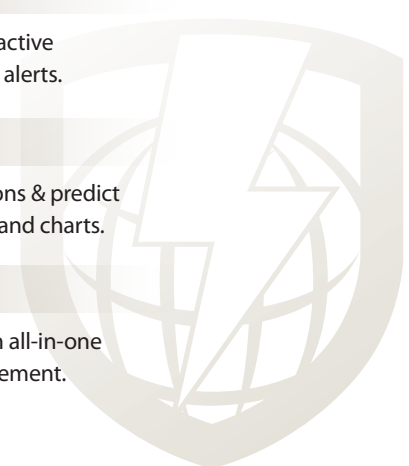 active
alerts.
ons & predict
and charts.
all-in-one
ement.